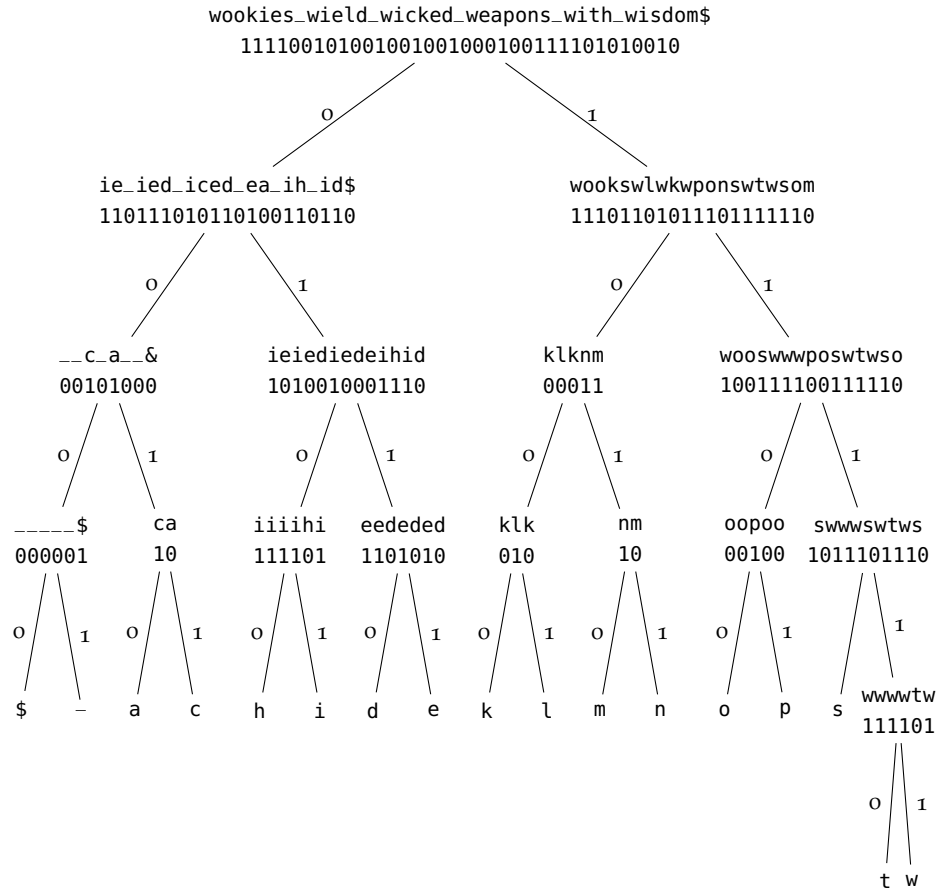 wookies_wield_wicked_weapons_with_wisdom$
111100101001001001000100111101010010
0 1
ie_ied_iced_ea_ih_id$ wookswlwkwponswtwsom
110111010110100110110 11101101011101111110
0 1 0 1
__c_a__& ieiediedeihid klknm wooswwwposwtwso
00101000 1010010001110 00011 100111100111110
0 1 0 1 0 1 0 1
_____$ ca iiiihi eededed klk nm oopoo swwwswtws
000001 10 111101 1101010 010 10 00100 1011101110
0 1 0 1 0 1 0 1 0 1 0 1 0 1 1
$ _ a c h i d e k l m n o p s wwwwtw
111101
0 1
t w